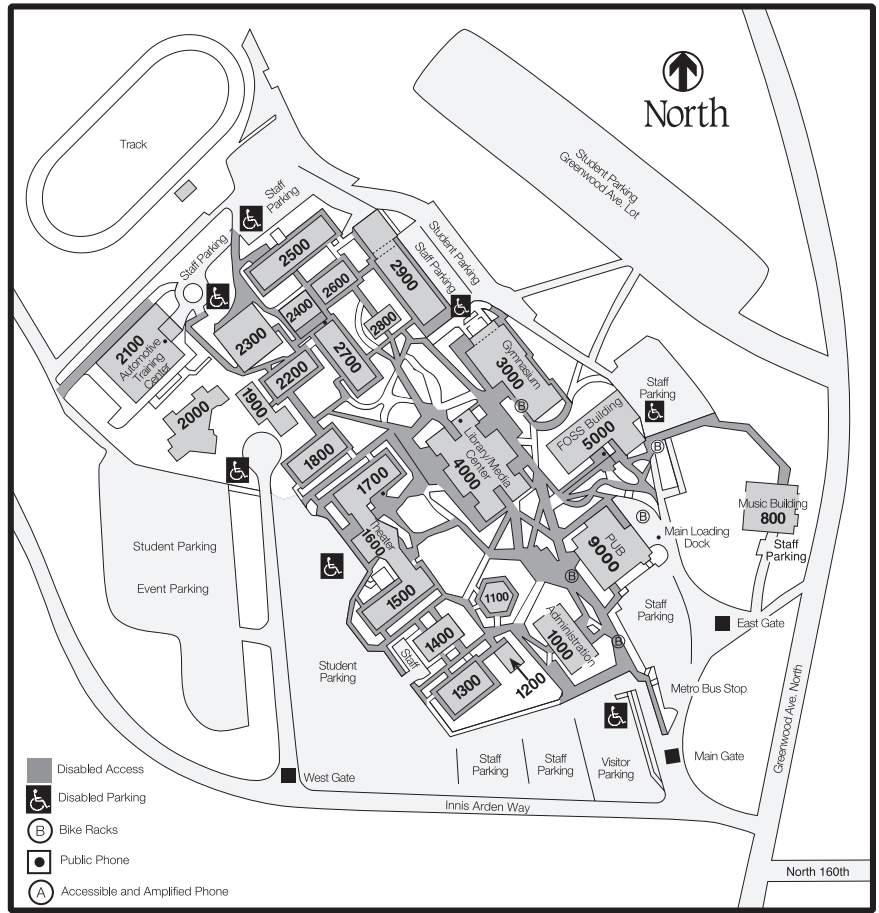 North
Track
Student Parking
Greenwood Ave. Lot
Staff
Parking
Staff Parking
Student Parking
Staff Parking
2500
2600
2900
2400
2800
2300
2700
2200
2100
Automotive
Training
Center
2000
1900
1800
Gymnasium
3000
Staff
Parking
FOSS Building
5000
B
B
Library/Media
Center
4000
1700
Theater
1600
1500
Music Building
800
Staff
Parking
B
Main Loading
Dock
PUB
9000
B
Student Parking
Event Parking
1100
Administration
1000
B
Staff
Parking
East Gate
1400
Staff
1300
1200
Student
Parking
Metro Bus Stop
Greenwood Ave. North
Main Gate
Staff
Parking
Staff
Parking
Visitor
Parking
West Gate
Innis Arden Way
North 160th
Disabled Access
Disabled Parking
B Bike Racks
Public Phone
A Accessible and Amplified Phone